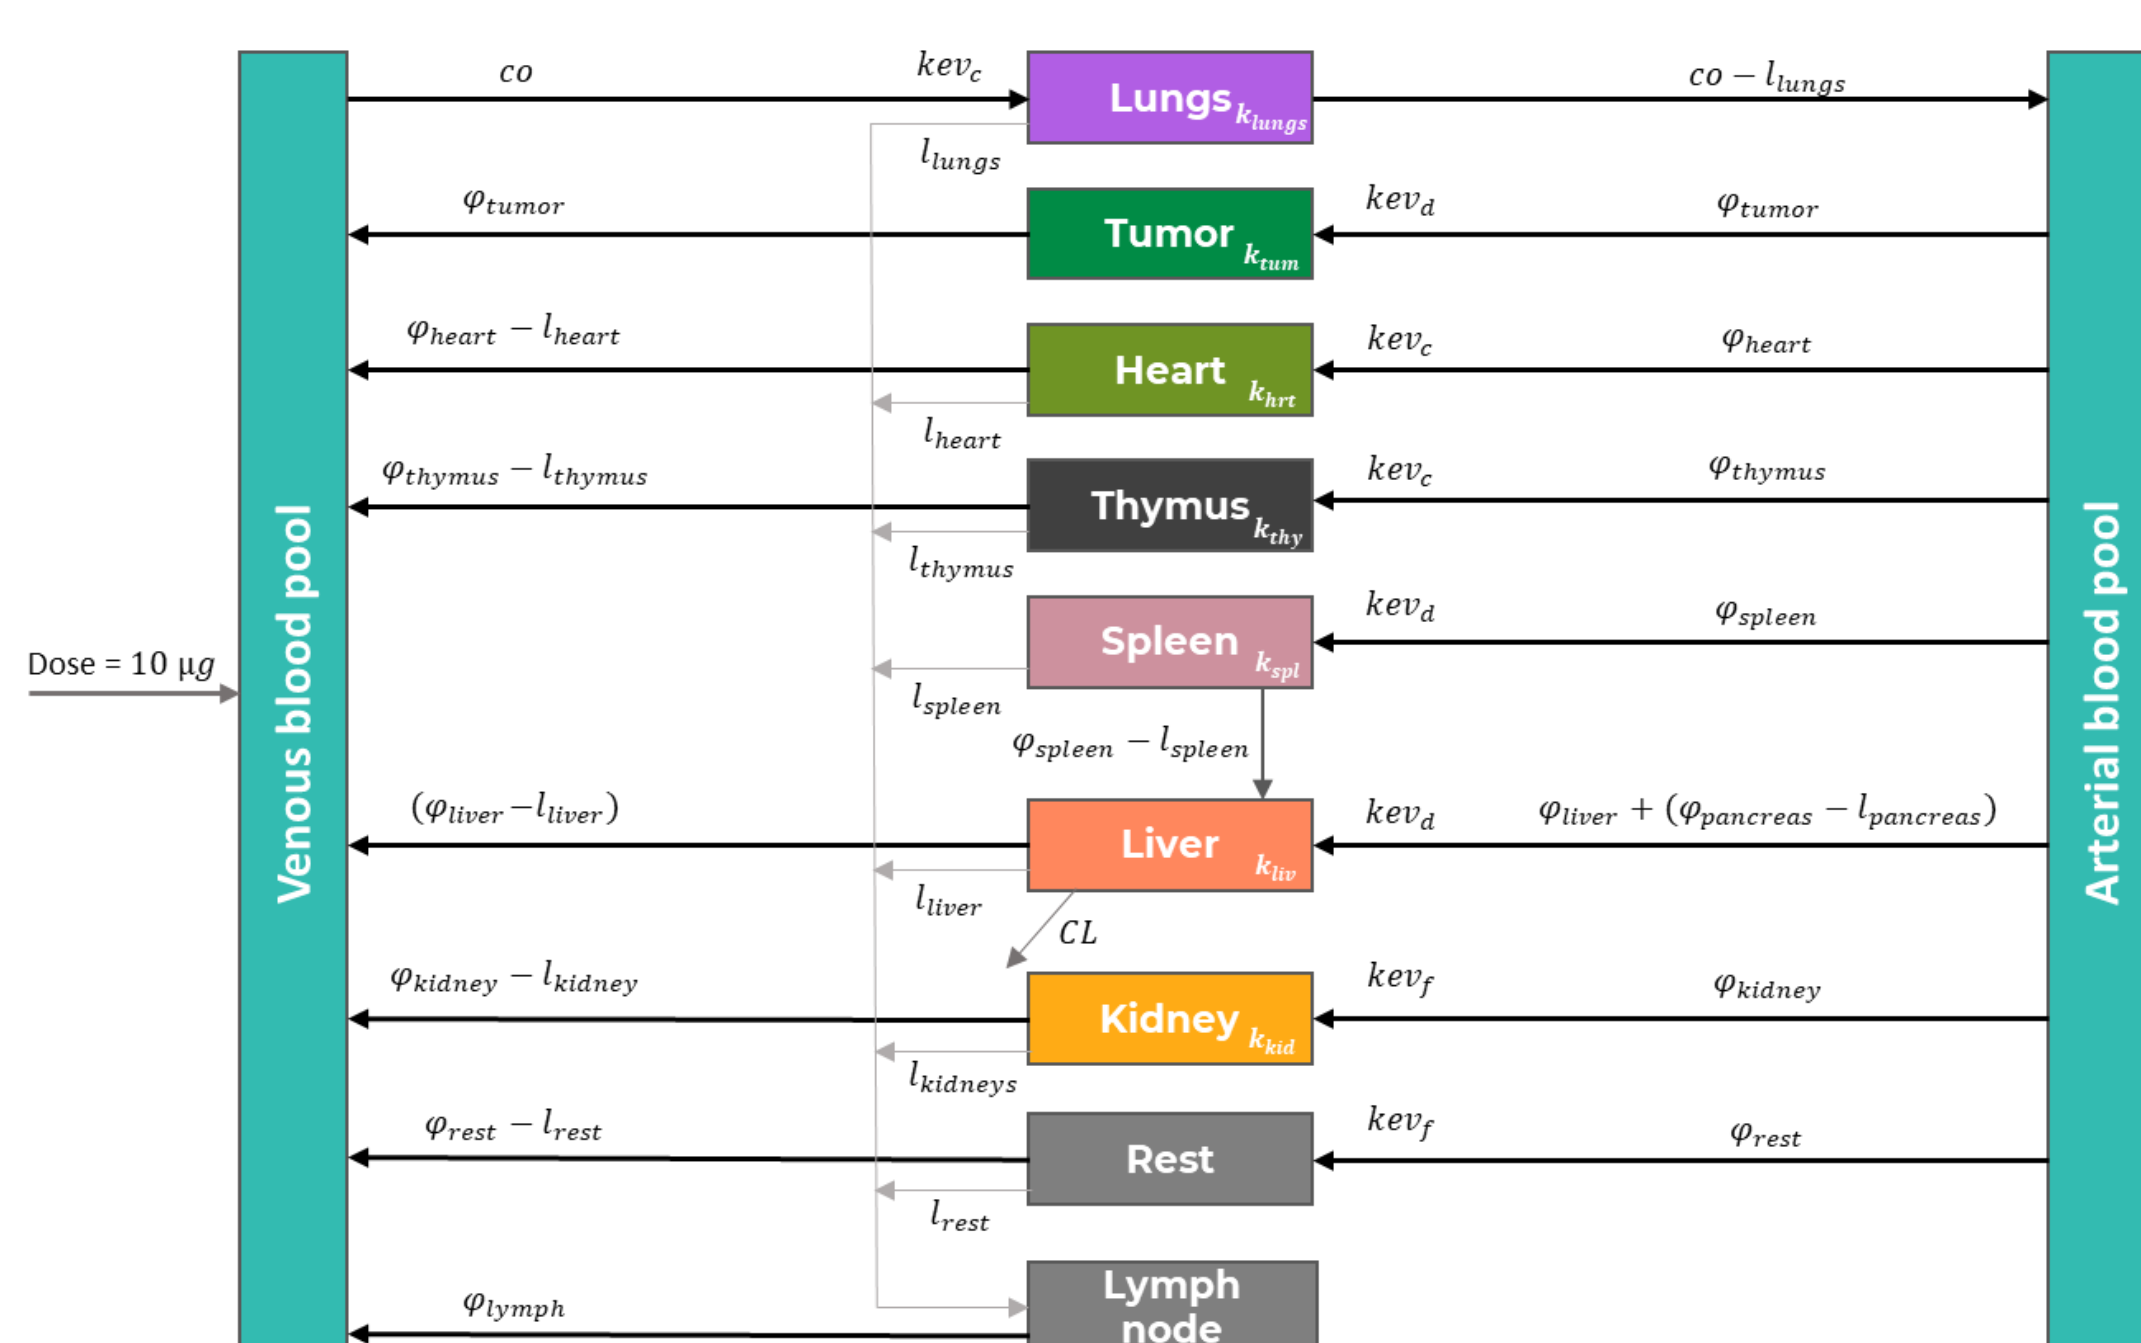 co
kev_c
Lungs k_lungs
co − l_lungs
l_lungs
φ_tumor
Tumor k_tum
kev_d
φ_tumor
φ_heart − l_heart
Heart k_hrt
kev_c
φ_heart
l_heart
φ_thymus − l_thymus
Thymus k_thy
kev_c
φ_thymus
l_thymus
Venous blood pool
Arterial blood pool
Spleen k_spl
kev_d
φ_spleen
l_spleen
Dose = 10 μg
φ_spleen − l_spleen
(φ_liver − l_liver)
Liver k_liv
kev_d
φ_liver + (φ_pancreas − l_pancreas)
l_liver
CL
φ_kidney − l_kidney
Kidney k_kid
kev_f
φ_kidney
l_kidneys
φ_rest − l_rest
Rest
kev_f
φ_rest
l_rest
φ_lymph
Lymph
node